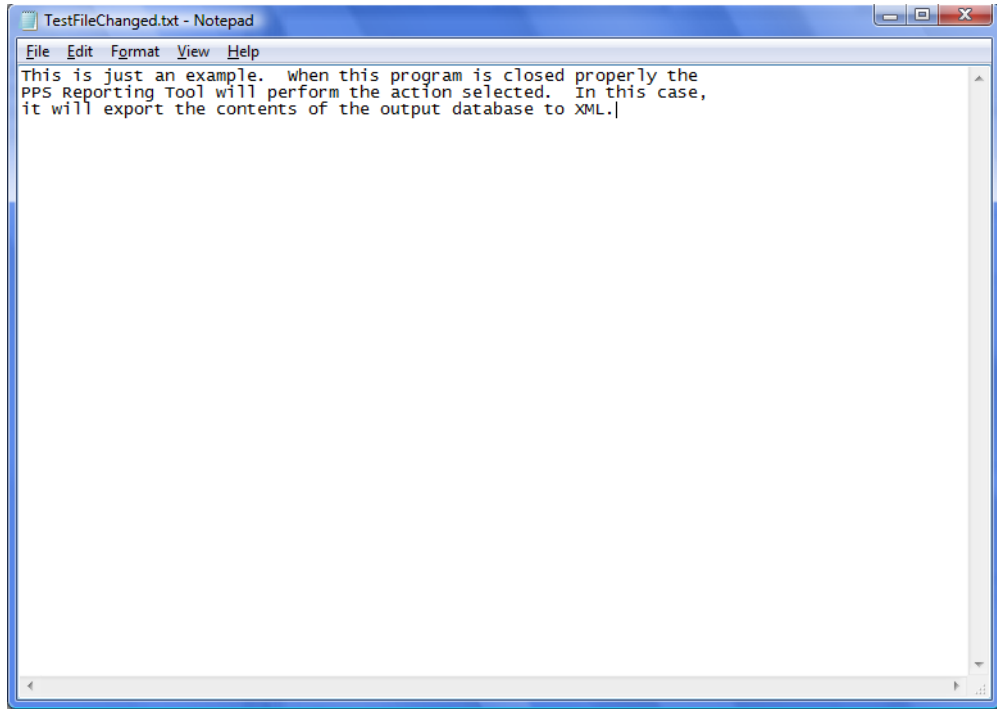 TestFileChanged.txt - Notepad
File Edit Format View Help
This is just an example.  When this program is closed properly the
PPS Reporting Tool will perform the action selected.  In this case,
it will export the contents of the output database to XML.